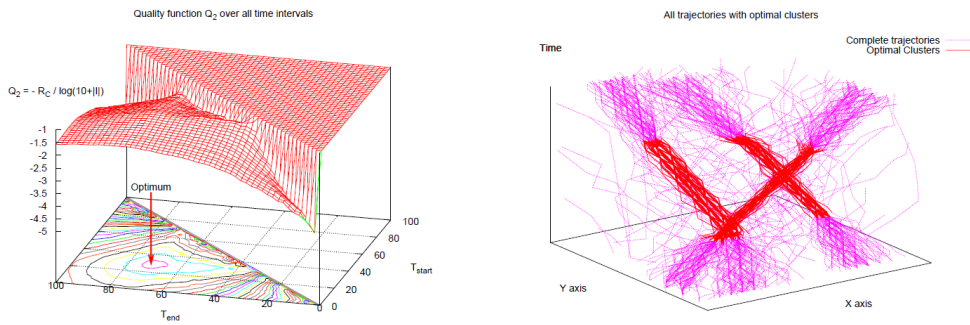 Quality function Q2 over all time intervals
Q2 = - RC / log(10+|I|)
-1
-1.5
-2
-2.5
-3
-3.5
-4
-4.5
-5
Optimum
100
80
60
40
20
0
Tstart
100
80
60
40
20
0
Tend
All trajectories with optimal clusters
Time
Complete trajectories
Optimal Clusters
Y axis
X axis